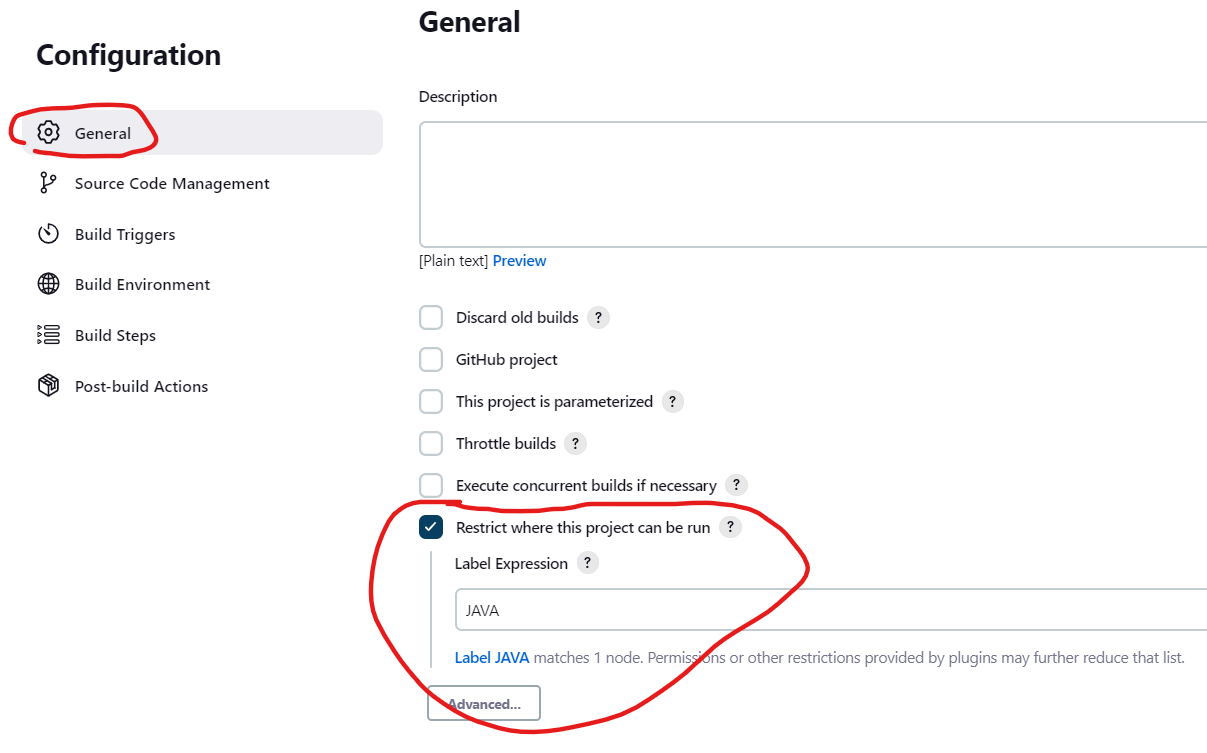 Configuration
General
Source Code Management
Build Triggers
Build Environment
Build Steps
Post-build Actions
General
Description
[Plain text] Preview
Discard old builds ?
GitHub project
This project is parameterized ?
Throttle builds ?
Execute concurrent builds if necessary ?
Restrict where this project can be run ?
Label Expression ?
JAVA
Label JAVA matches 1 node. Permissions or other restrictions provided by plugins may further reduce that list.
Advanced...